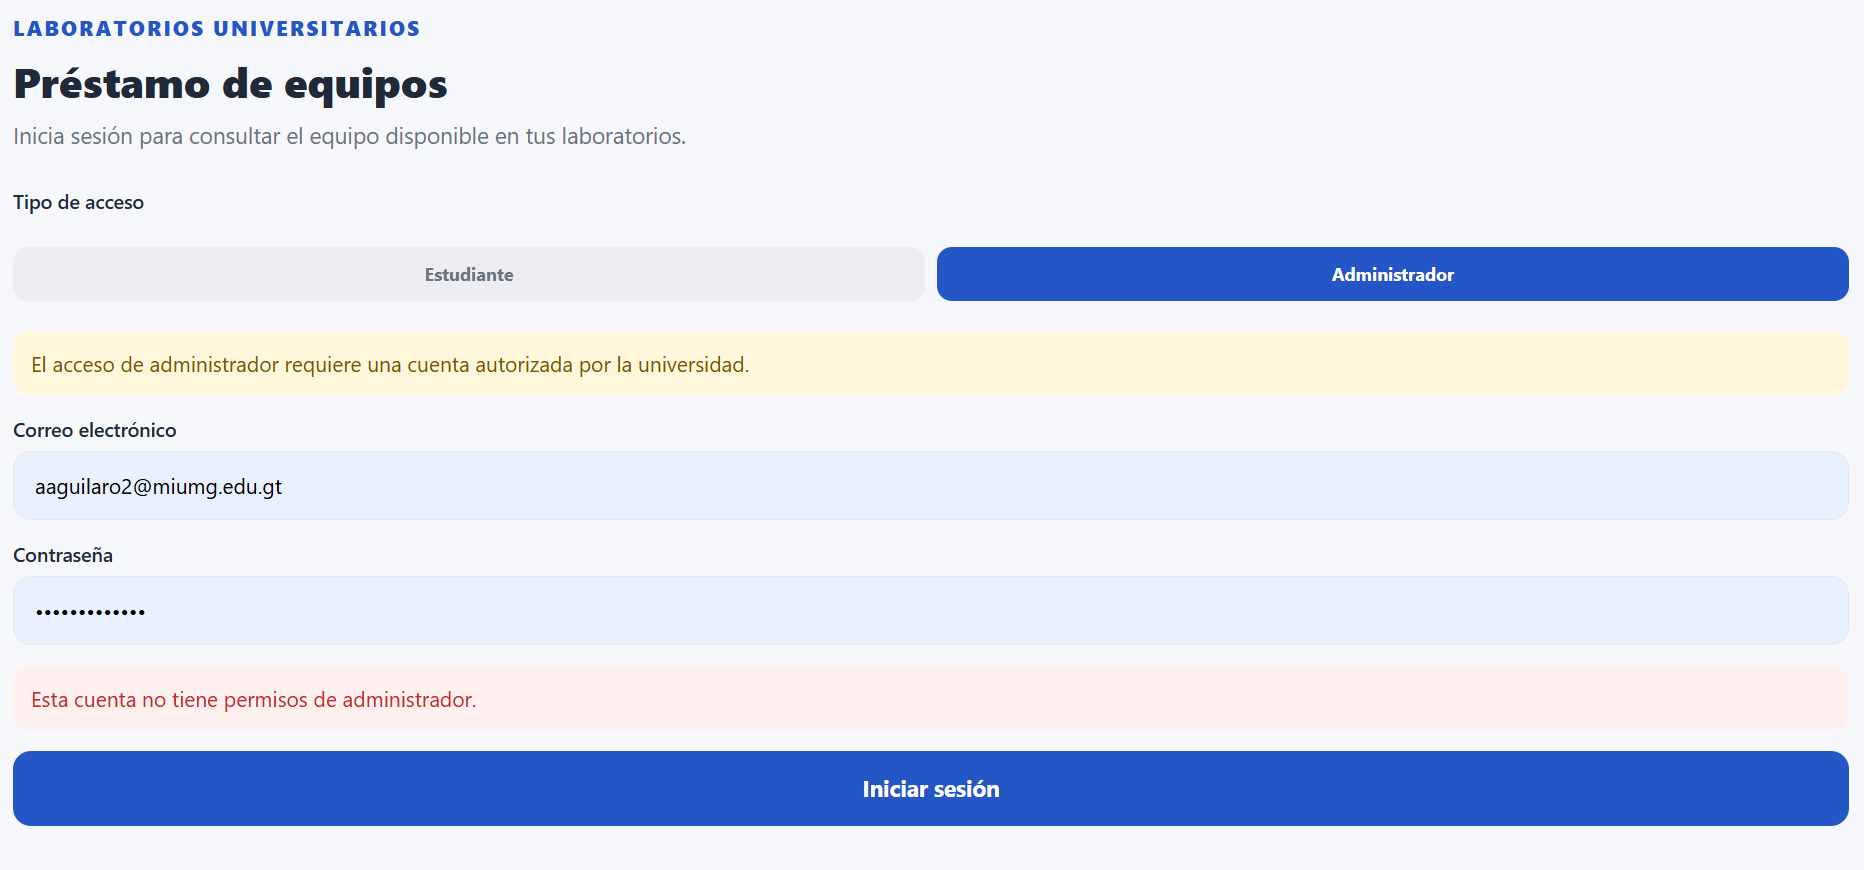 LABORATORIOS UNIVERSITARIOS
Préstamo de equipos
Inicia sesión para consultar el equipo disponible en tus laboratorios.
Tipo de acceso
Estudiante
Administrador
El acceso de administrador requiere una cuenta autorizada por la universidad.
Correo electrónico
aaguilaro2@miumg.edu.gt
Contraseña
•••••••••••••
Esta cuenta no tiene permisos de administrador.
Iniciar sesión